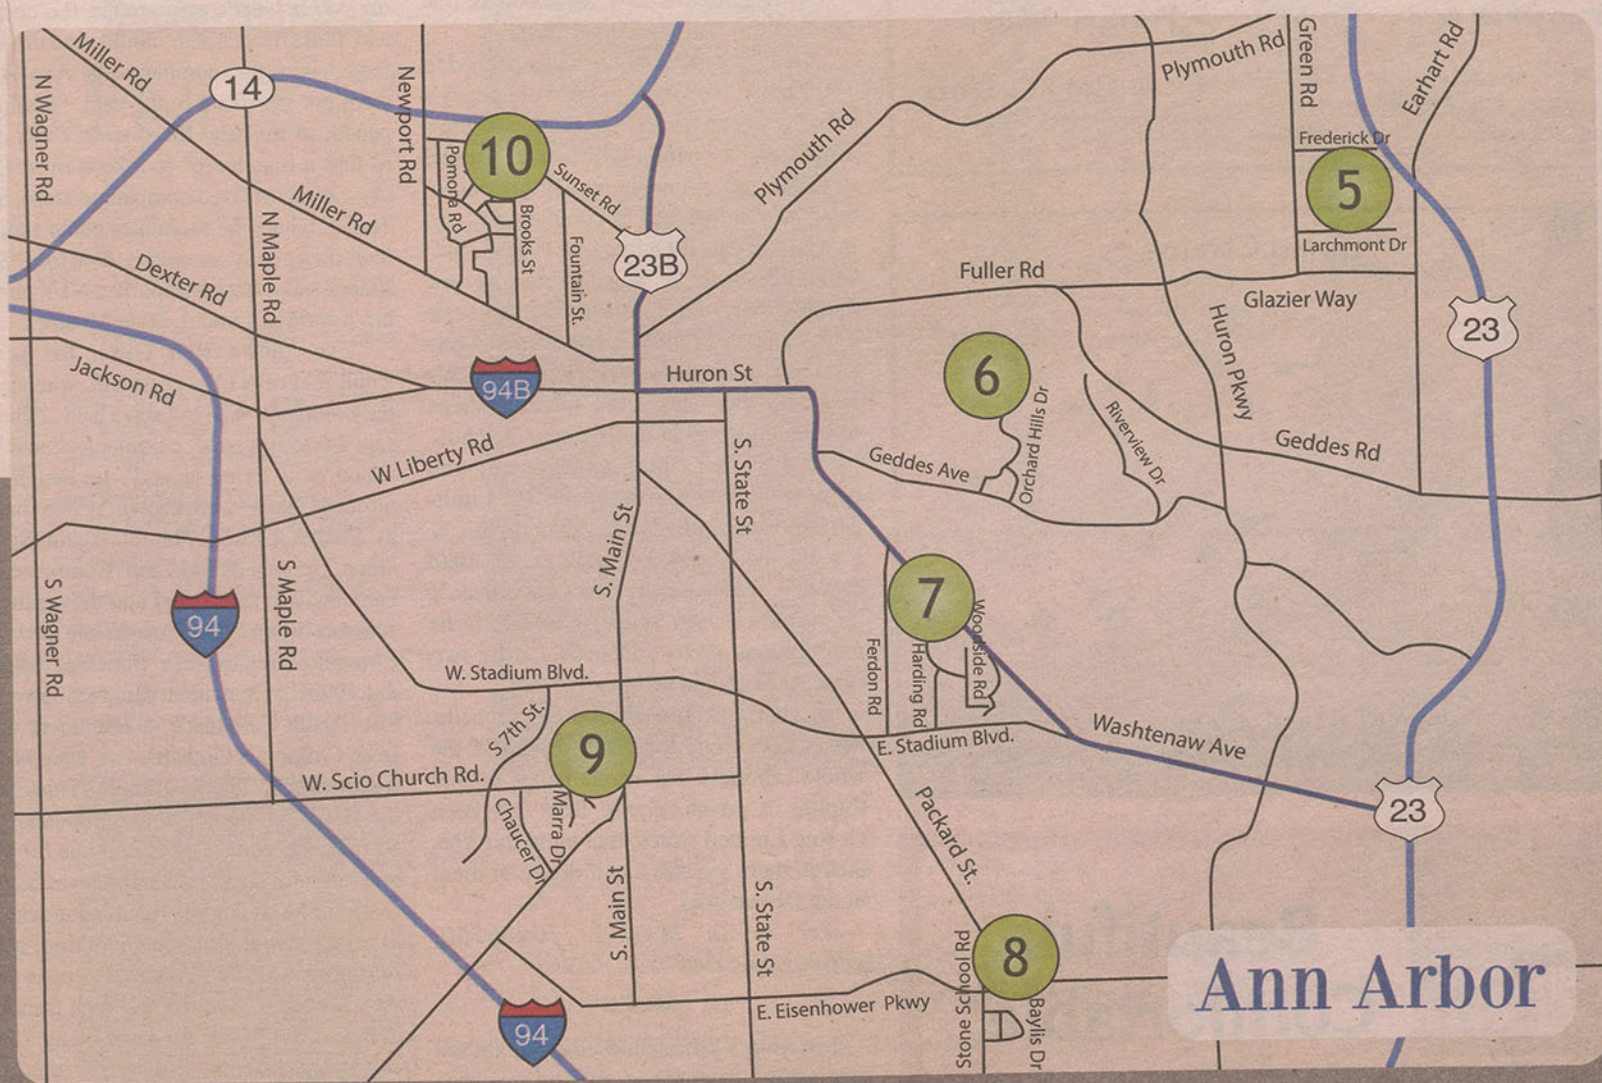 Miller Rd
14
N Wagner Rd
Newport Rd
Plymouth Rd
Green Rd
Earhart Rd
Frederick Dr
10
Pomona Rd
Sunset Rd
Plymouth Rd
5
Miller Rd
N Maple Rd
Brooks St
Fountain St.
23B
Larchmont Dr
Dexter Rd
Fuller Rd
Glazier Way
Huron Pkwy
23
Jackson Rd
94B
Huron St
6
Orchard Hills Dr
Riverview Dr
W Liberty Rd
S. State St
Geddes Ave
Geddes Rd
S. Main St
S Wagner Rd
94
S Maple Rd
7
Woodside Rd
Ferdon Rd
Harding Rd
W. Stadium Blvd.
S 7th St.
9
E. Stadium Blvd.
Washtenaw Ave
W. Scio Church Rd.
Chaucer Dr
Marra Dr
Packard St.
23
S. Main St
S. State St
8
Stone School Rd
Baylis Dr
E. Eisenhower Pkwy
94
Ann Arbor